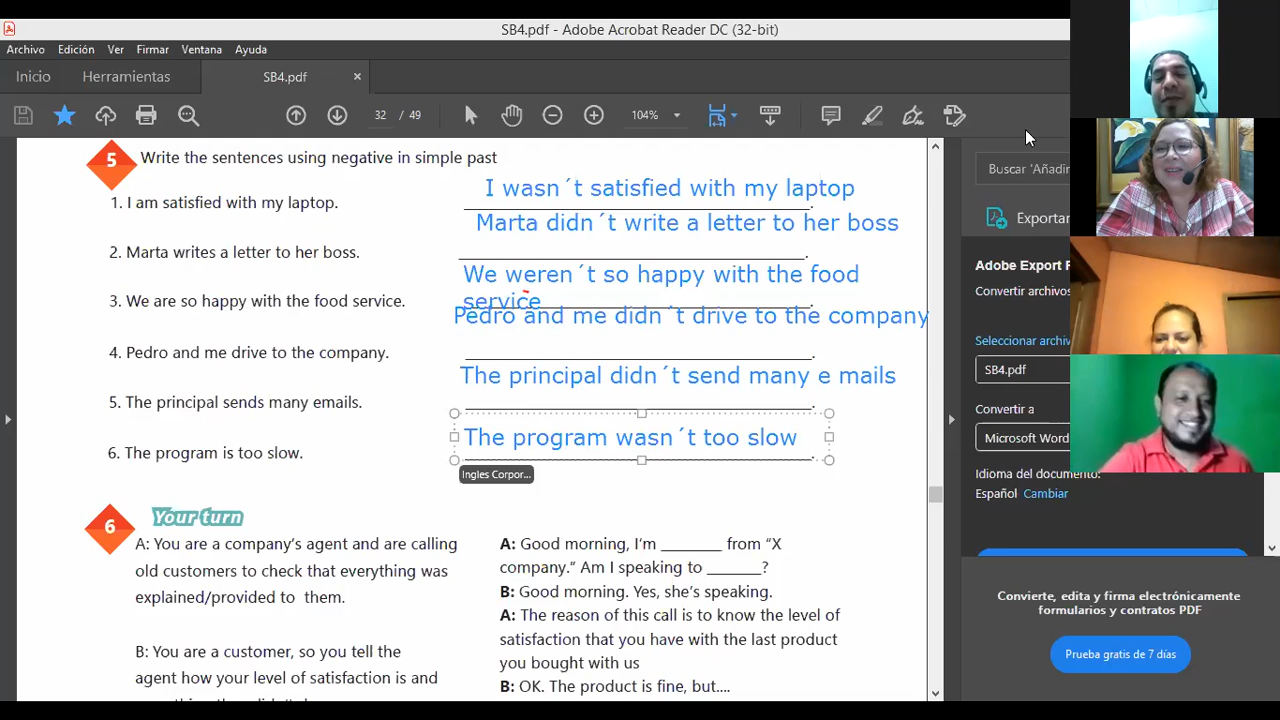 SB4.pdf - Adobe Acrobat Reader DC (32-bit)
Archivo Edición Ver Firmar Ventana Ayuda
Inicio Herramientas SB4.pdf ×
32 / 49 104%
5 Write the sentences using negative in simple past
1. I am satisfied with my laptop.
I wasn´t satisfied with my laptop
2. Marta writes a letter to her boss.
Marta didn´t write a letter to her boss
3. We are so happy with the food service.
We weren´t so happy with the food
service
4. Pedro and me drive to the company.
Pedro and me didn´t drive to the company
5. The principal sends many emails.
The principal didn´t send many e mails
6. The program is too slow.
The program wasn´t too slow
Ingles Corpor...
6 Your turn
A: You are a company's agent and are calling
old customers to check that everything was
explained/provided to them.
B: You are a customer, so you tell the
agent how your level of satisfaction is and
A: Good morning, I'm ________ from "X
company." Am I speaking to _______?
B: Good morning. Yes, she's speaking.
A: The reason of this call is to know the level of
satisfaction that you have with the last product
you bought with us
B: OK. The product is fine, but....
Buscar 'Añadir
Exportar
Adobe Export
Convertir archivos
Seleccionar archivo
SB4.pdf
Convertir a
Microsoft Word
Idioma del documento:
Español Cambiar
Convierte, edita y firma electrónicamente
formularios y contratos PDF
Prueba gratis de 7 días